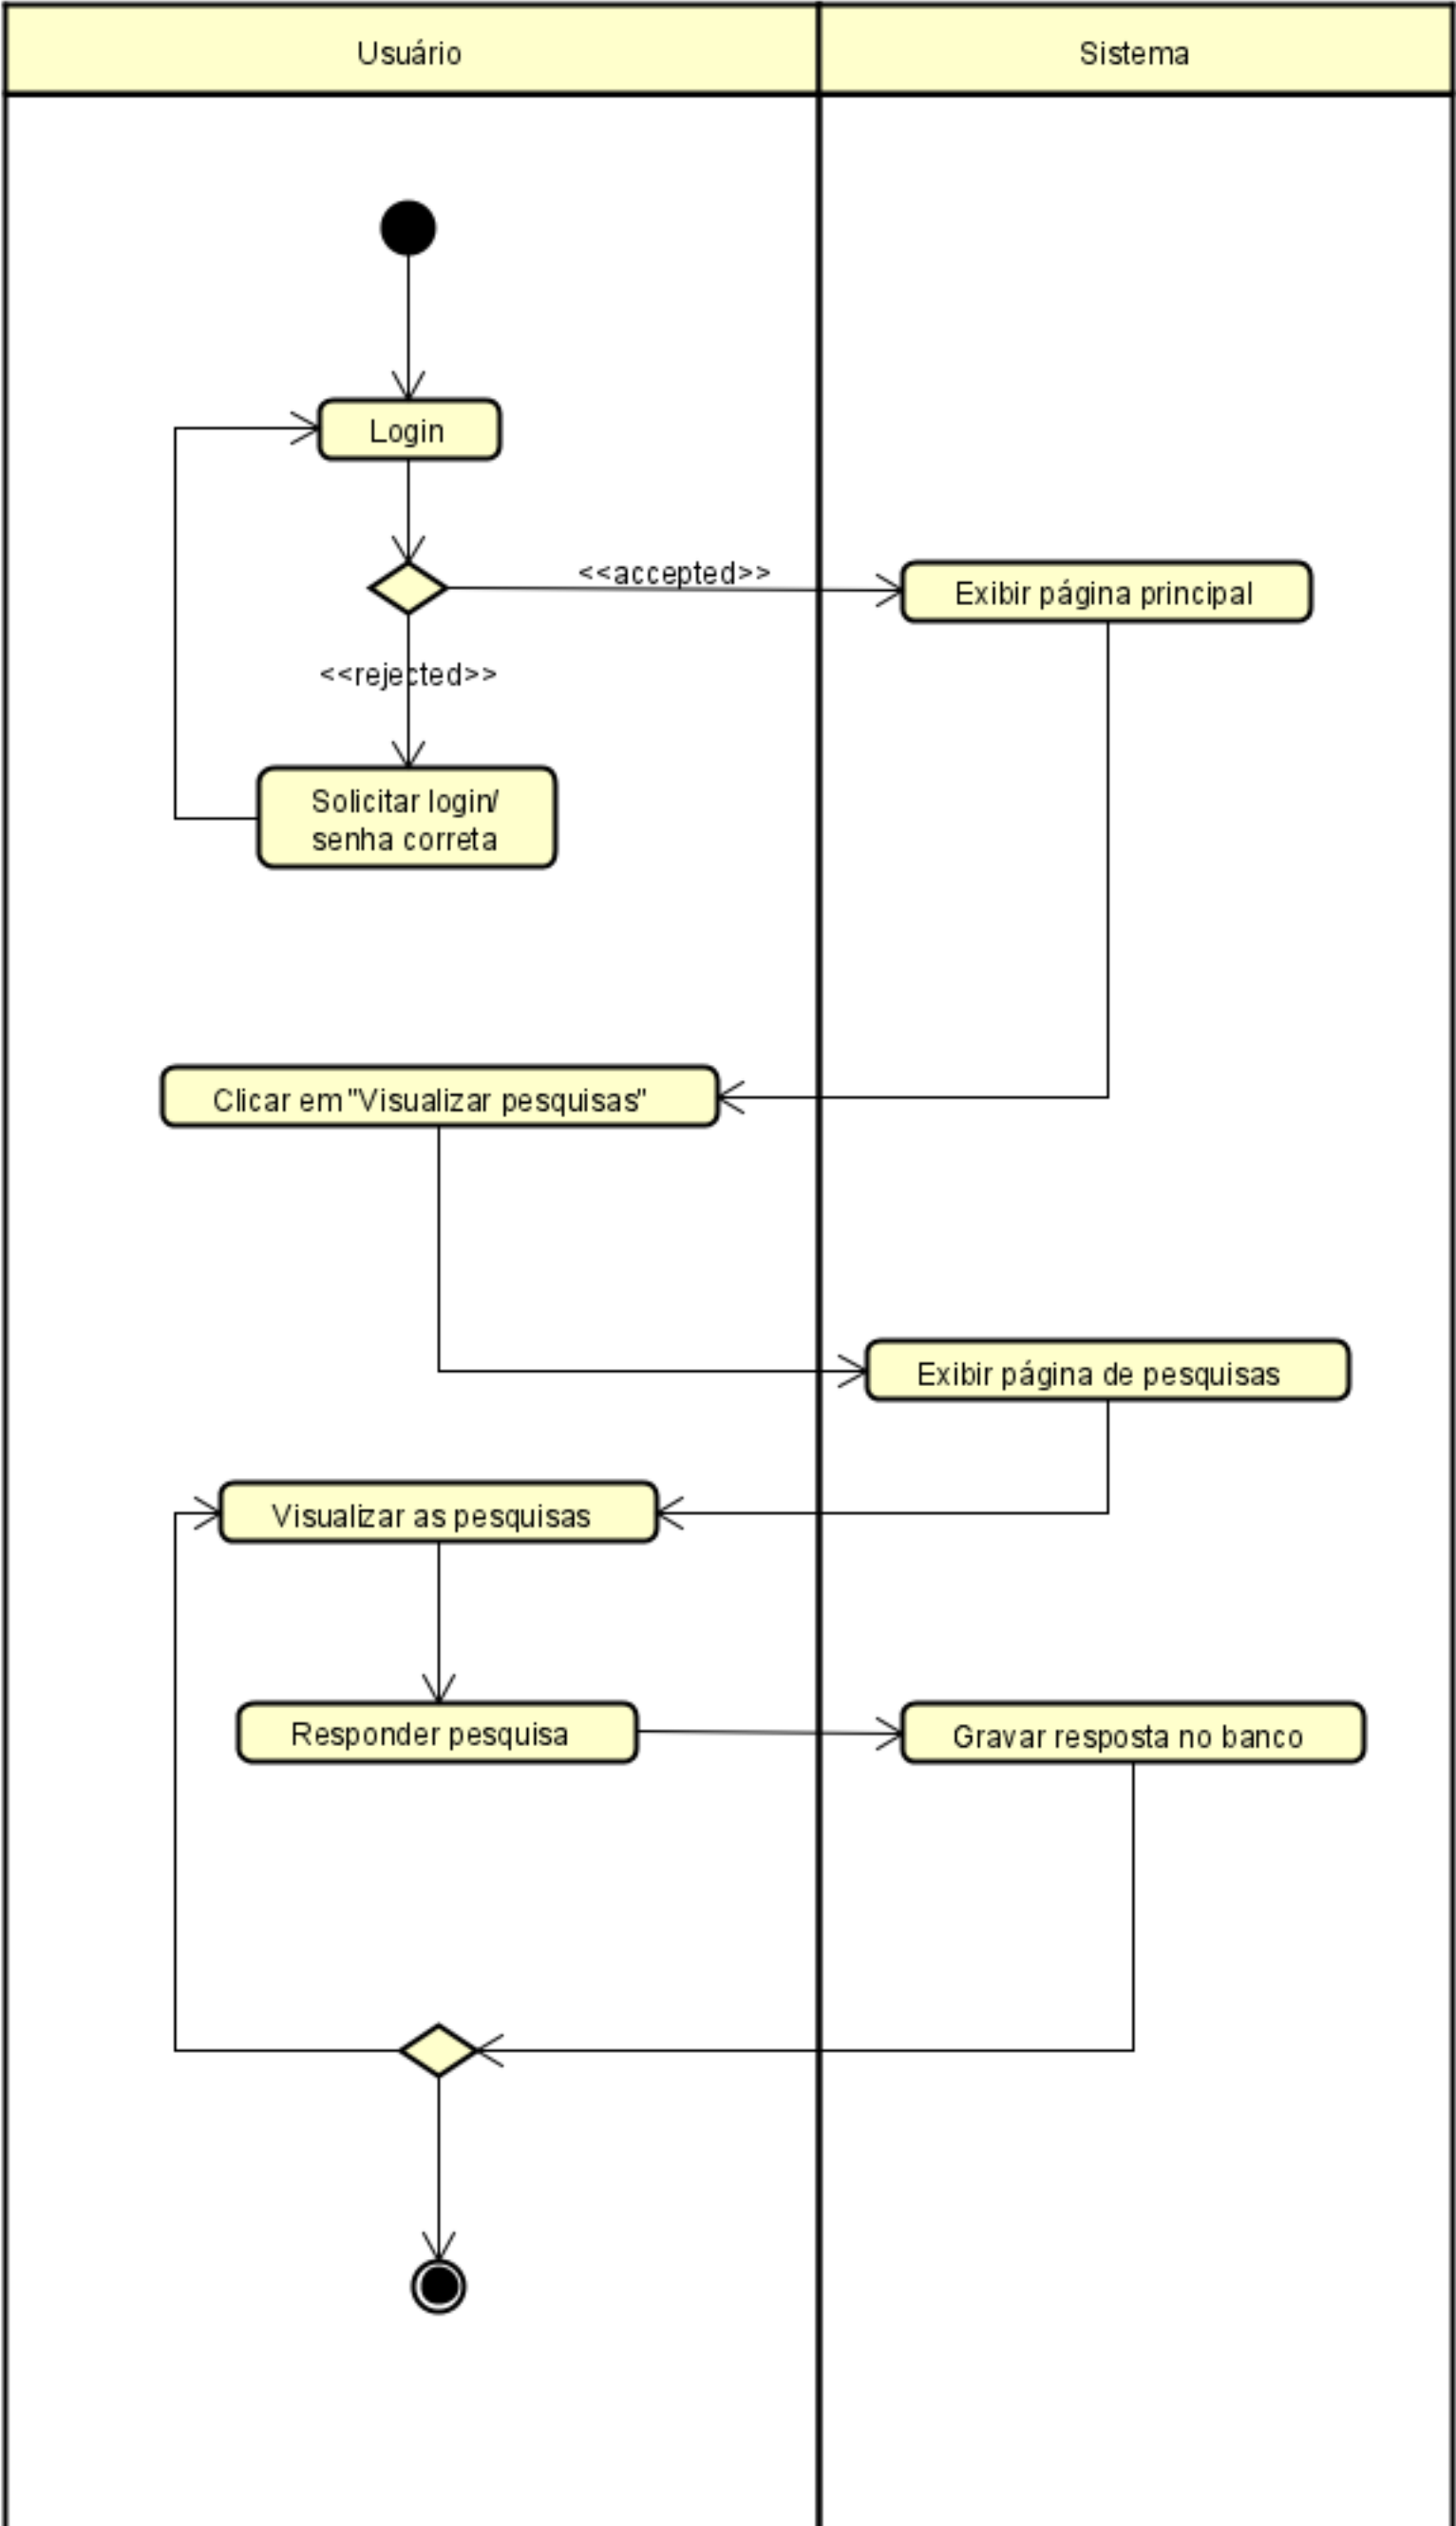 Usuário
Sistema
Login
<<accepted>>
Exibir página principal
<<rejected>>
Solicitar login/
senha correta
Clicar em "Visualizar pesquisas"
Exibir página de pesquisas
Visualizar as pesquisas
Responder pesquisa
Gravar resposta no banco